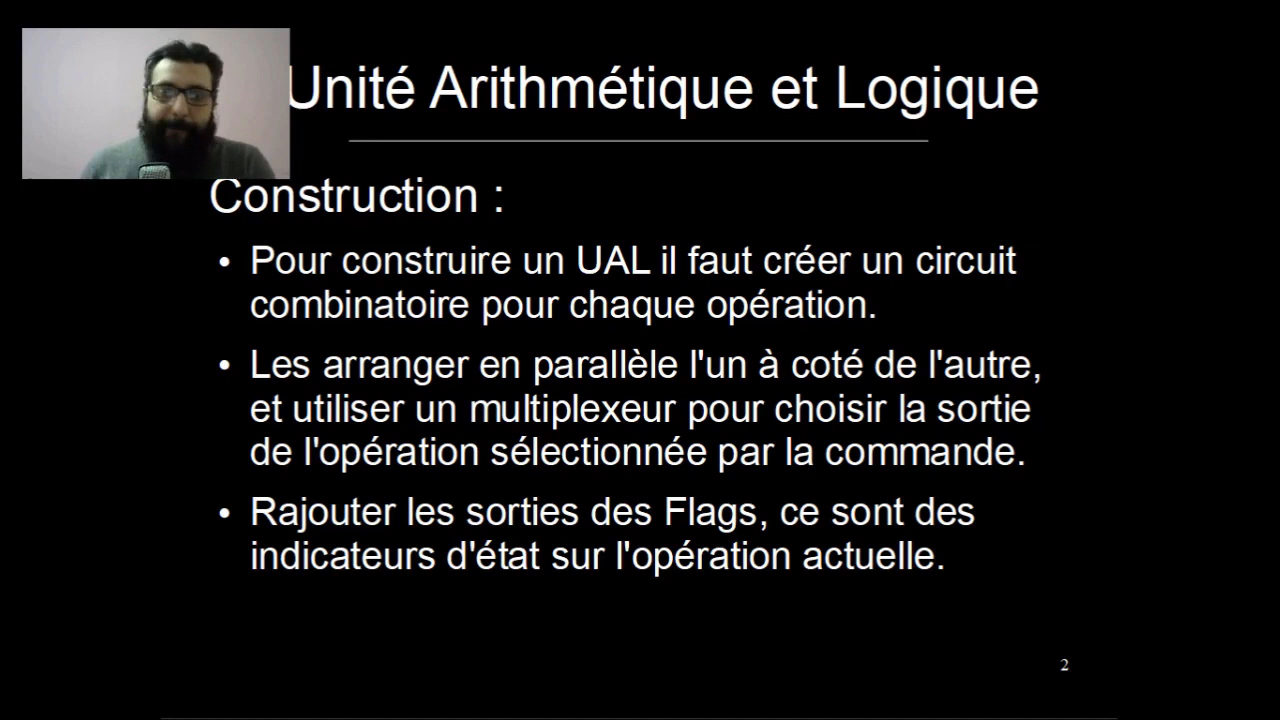 Unité Arithmétique et Logique
Construction :
• Pour construire un UAL il faut créer un circuit
combinatoire pour chaque opération.
• Les arranger en parallèle l'un à coté de l'autre,
et utiliser un multiplexeur pour choisir la sortie
de l'opération sélectionnée par la commande.
• Rajouter les sorties des Flags, ce sont des
indicateurs d'état sur l'opération actuelle.
2